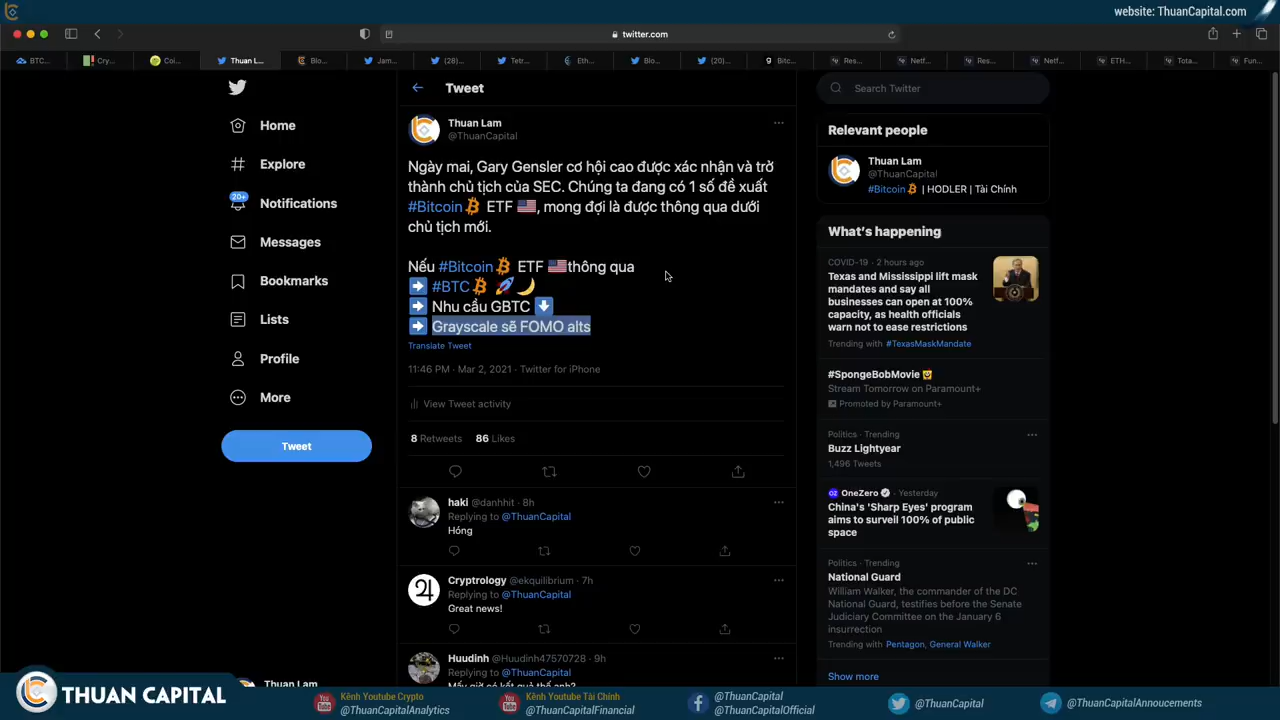 website: ThuanCapital.com
twitter.com
BTC...
Cry...
Coi...
Thuan L...
Blo...
Jam...
(28)...
Tetr...
Eth...
Blo...
(20)...
Bitc...
Res...
Netf...
Res...
Netf...
ETH...
Tota...
Fun...
Home
Explore
20+
Notifications
Messages
Bookmarks
Lists
Profile
More
Tweet
Tweet
Thuan Lam
@ThuanCapital
Ngày mai, Gary Gensler cơ hội cao được xác nhận và trở
thành chủ tịch của SEC. Chúng ta đang có 1 số đề xuất
#Bitcoin ETF 🇺🇸, mong đợi là được thông qua dưới
chủ tịch mới.
Nếu #Bitcoin ETF 🇺🇸thông qua
➡️ #BTC 🚀🌙
➡️ Nhu cầu GBTC ⬇️
➡️ Grayscale sẽ FOMO alts
Translate Tweet
11:46 PM · Mar 2, 2021 · Twitter for iPhone
View Tweet activity
8 Retweets 86 Likes
haki @danhhit · 8h
Replying to @ThuanCapital
Hóng
Cryptrology @ekquilibrium · 7h
Replying to @ThuanCapital
Great news!
Huudinh @Huudinh47570728 · 9h
Replying to @ThuanCapital
Mấy giờ có kết quả thế anh?
Search Twitter
Relevant people
Thuan Lam
@ThuanCapital
#Bitcoin | HODLER | Tài Chính
What's happening
COVID-19 · 2 hours ago
Texas and Mississippi lift mask
mandates and say all
businesses can open at 100%
capacity, as health officials
warn not to ease restrictions
Trending with #TexasMaskMandate
#SpongeBobMovie
Stream Tomorrow on Paramount+
Promoted by Paramount+
Politics · Trending
Buzz Lightyear
1,496 Tweets
OneZero · Yesterday
China's 'Sharp Eyes' program
aims to surveil 100% of public
space
Politics · Trending
National Guard
William Walker, the commander of the DC
National Guard, testifies before the Senate
Judiciary Committee on the January 6
insurrection
Trending with Pentagon, General Walker
Show more
Thuan Lam
THUAN CAPITAL
Kênh Youtube Crypto
@ThuanCapitalAnalytics
Kênh Youtube Tài Chính
@ThuanCapitalFinancial
@ThuanCapital
@ThuanCapitalOfficial
@ThuanCapital
@ThuanCapitalAnnoucements